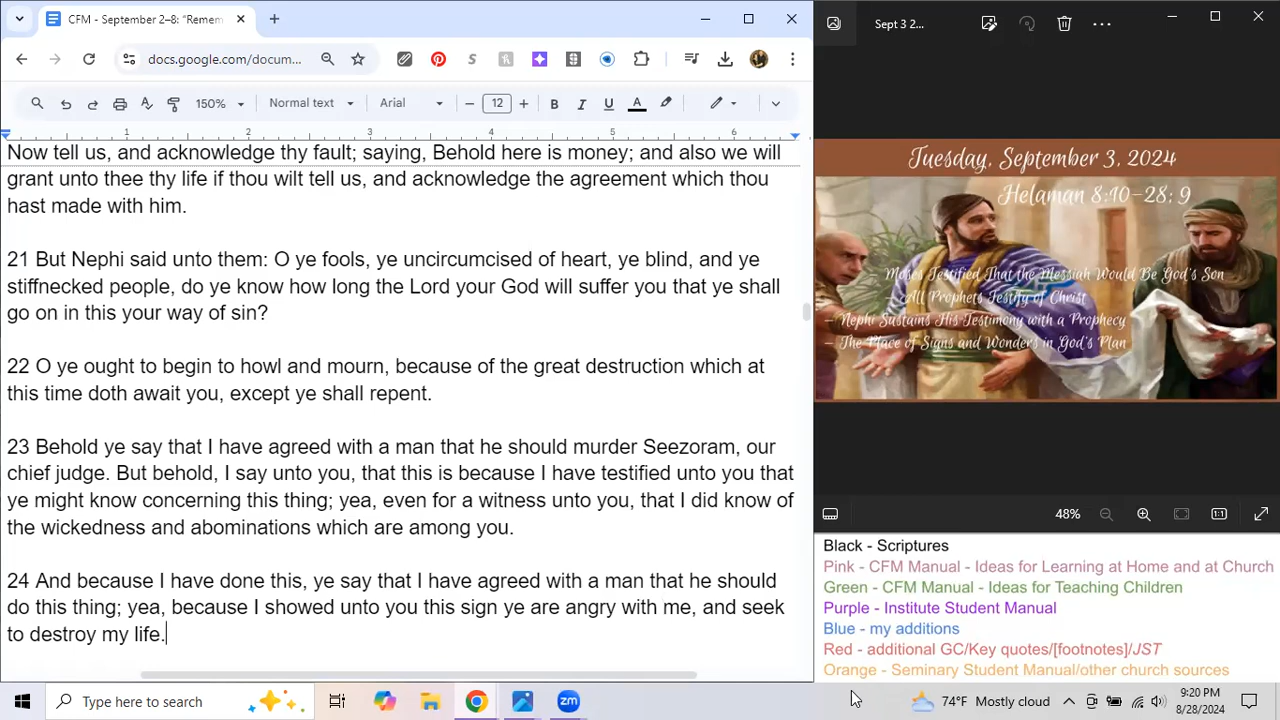 CFM - September 2–8: “Remem
docs.google.com/docum...
150%
Normal text
Arial
12
B
I
U
A
1
2
3
4
5
6
Now tell us, and acknowledge thy fault; saying, Behold here is money; and also we will
grant unto thee thy life if thou wilt tell us, and acknowledge the agreement which thou
hast made with him.
21 But Nephi said unto them: O ye fools, ye uncircumcised of heart, ye blind, and ye
stiffnecked people, do ye know how long the Lord your God will suffer you that ye shall
go on in this your way of sin?
22 O ye ought to begin to howl and mourn, because of the great destruction which at
this time doth await you, except ye shall repent.
23 Behold ye say that I have agreed with a man that he should murder Seezoram, our
chief judge. But behold, I say unto you, that this is because I have testified unto you that
ye might know concerning this thing; yea, even for a witness unto you, that I did know of
the wickedness and abominations which are among you.
24 And because I have done this, ye say that I have agreed with a man that he should
do this thing; yea, because I showed unto you this sign ye are angry with me, and seek
to destroy my life.
Sept 3 2...
Tuesday, September 3, 2024
Helaman 8:10–28; 9
– Moses Testified That the Messiah Would Be God's Son
All Prophets Testify of Christ
– Nephi Sustains His Testimony with a Prophecy
– The Place of Signs and Wonders in God's Plan
48%
1:1
Black - Scriptures
Pink - CFM Manual - Ideas for Learning at Home and at Church
Green - CFM Manual - Ideas for Teaching Children
Purple - Institute Student Manual
Blue - my additions
Red - additional GC/Key quotes/[footnotes]/JST
Orange - Seminary Student Manual/other church sources
Type here to search
74°F Mostly cloudy
9:20 PM
8/28/2024